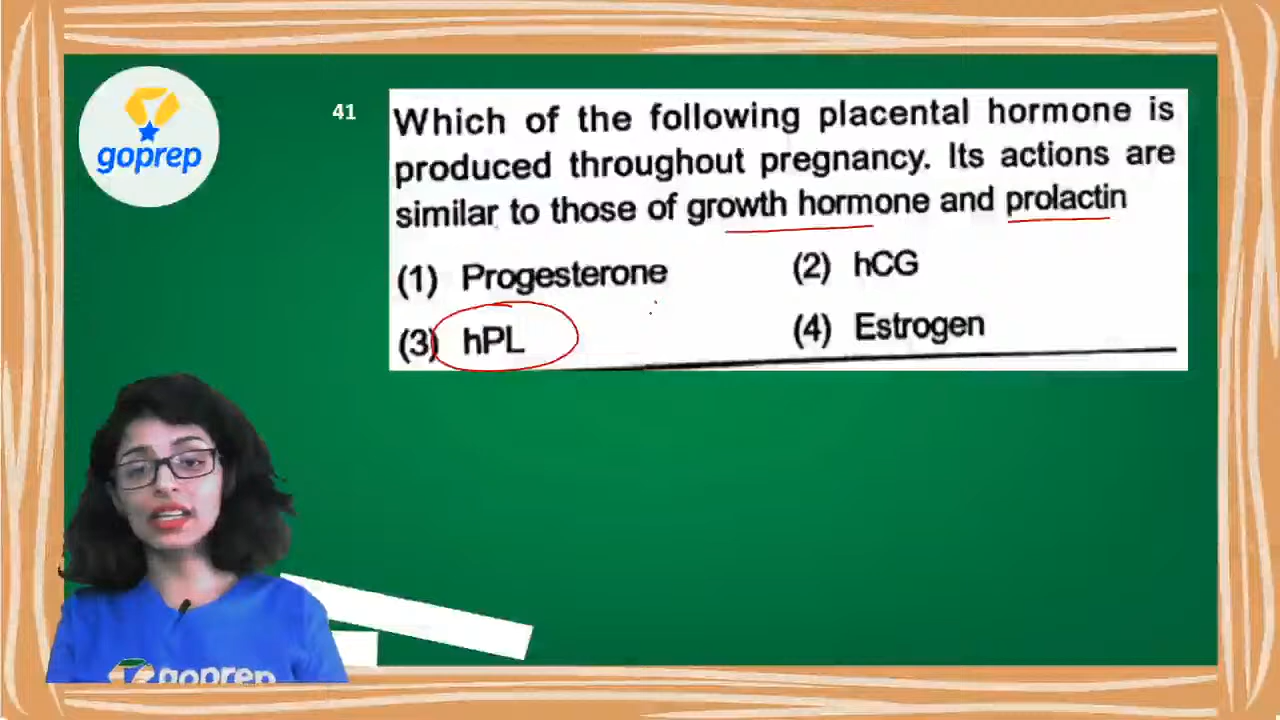 goprep
41
Which of the following placental hormone is
produced throughout pregnancy. Its actions are
similar to those of growth hormone and prolactin
(1) Progesterone (2) hCG
(3) hPL (4) Estrogen
goprep